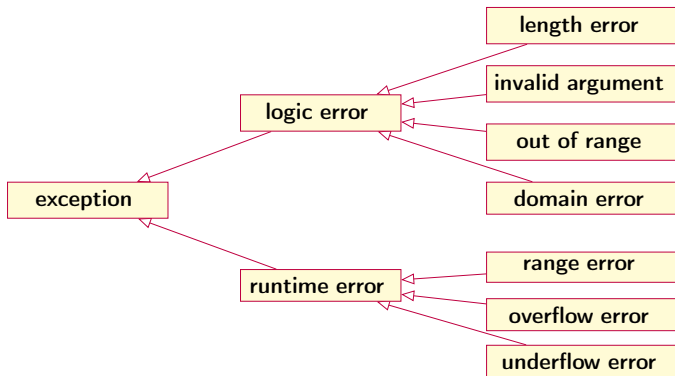 length error
invalid argument
logic error
out of range
exception
domain error
range error
runtime error
overflow error
underflow error